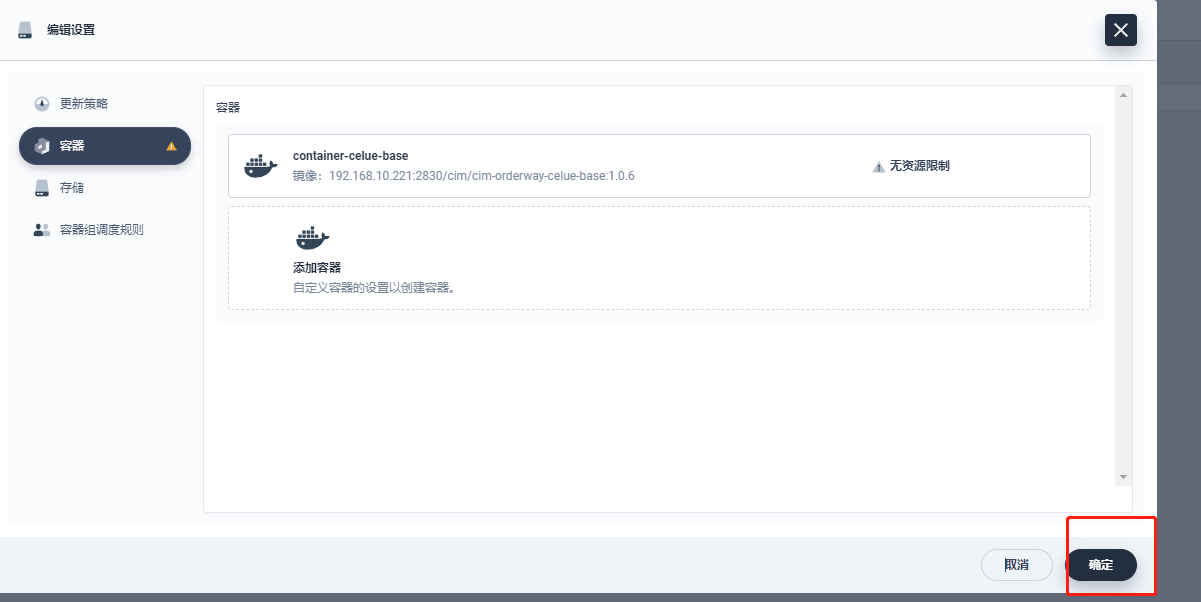 编辑设置
更新策略
容器
存储
容器组调度规则
容器
container-celue-base
镜像：192.168.10.221:2830/cim/cim-orderway-celue-base:1.0.6
无资源限制
添加容器
自定义容器的设置以创建容器。
取消
确定